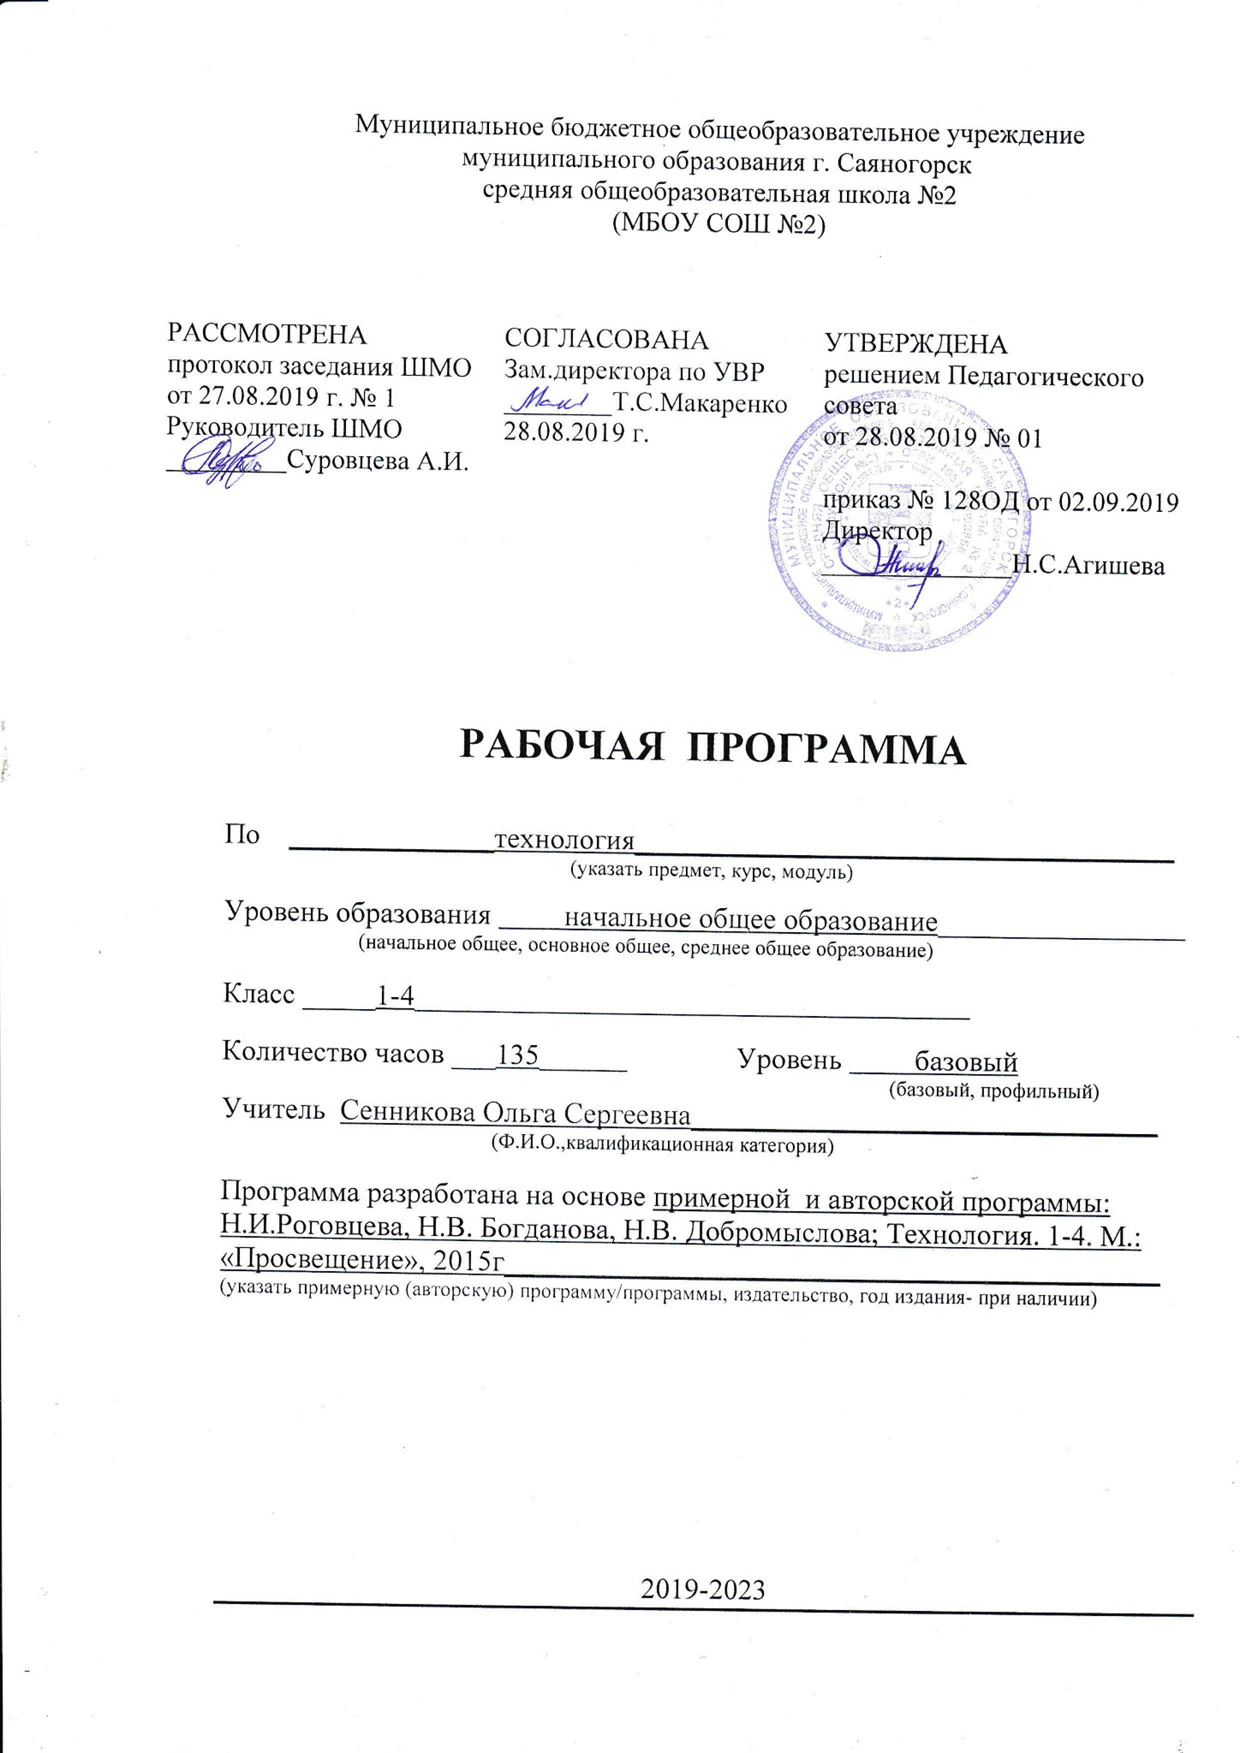 Муниципальное бюджетное общеобразовательное учреждение
муниципального образования г. Саяногорск
средняя общеобразовательная школа №2
(МБОУ СОШ №2)
РАССМОТРЕНА
протокол заседания ШМО
от 27.08.2019 г. № 1
Руководитель ШМО
Суровцева А.И.
СОГЛАСОВАНА
Зам.директора по УВР
Т.С.Макаренко
28.08.2019 г.
УТВЕРЖДЕНА
решением Педагогического
совета
от 28.08.2019 № 01
приказ № 128ОД от 02.09.2019
Директор
Н.С.Агишева
РАБОЧАЯ ПРОГРАММА
По технология
(указать предмет, курс, модуль)
Уровень образования начальное общее образование
(начальное общее, основное общее, среднее общее образование)
Класс 1-4
Количество часов 135 Уровень базовый
(базовый, профильный)
Учитель Сенникова Ольга Сергеевна
(Ф.И.О.,квалификационная категория)
Программа разработана на основе примерной и авторской программы:
Н.И.Роговцева, Н.В. Богданова, Н.В. Добромыслова; Технология. 1-4. М.:
«Просвещение», 2015г
(указать примерную (авторскую) программу/программы, издательство, год издания- при наличии)
2019-2023